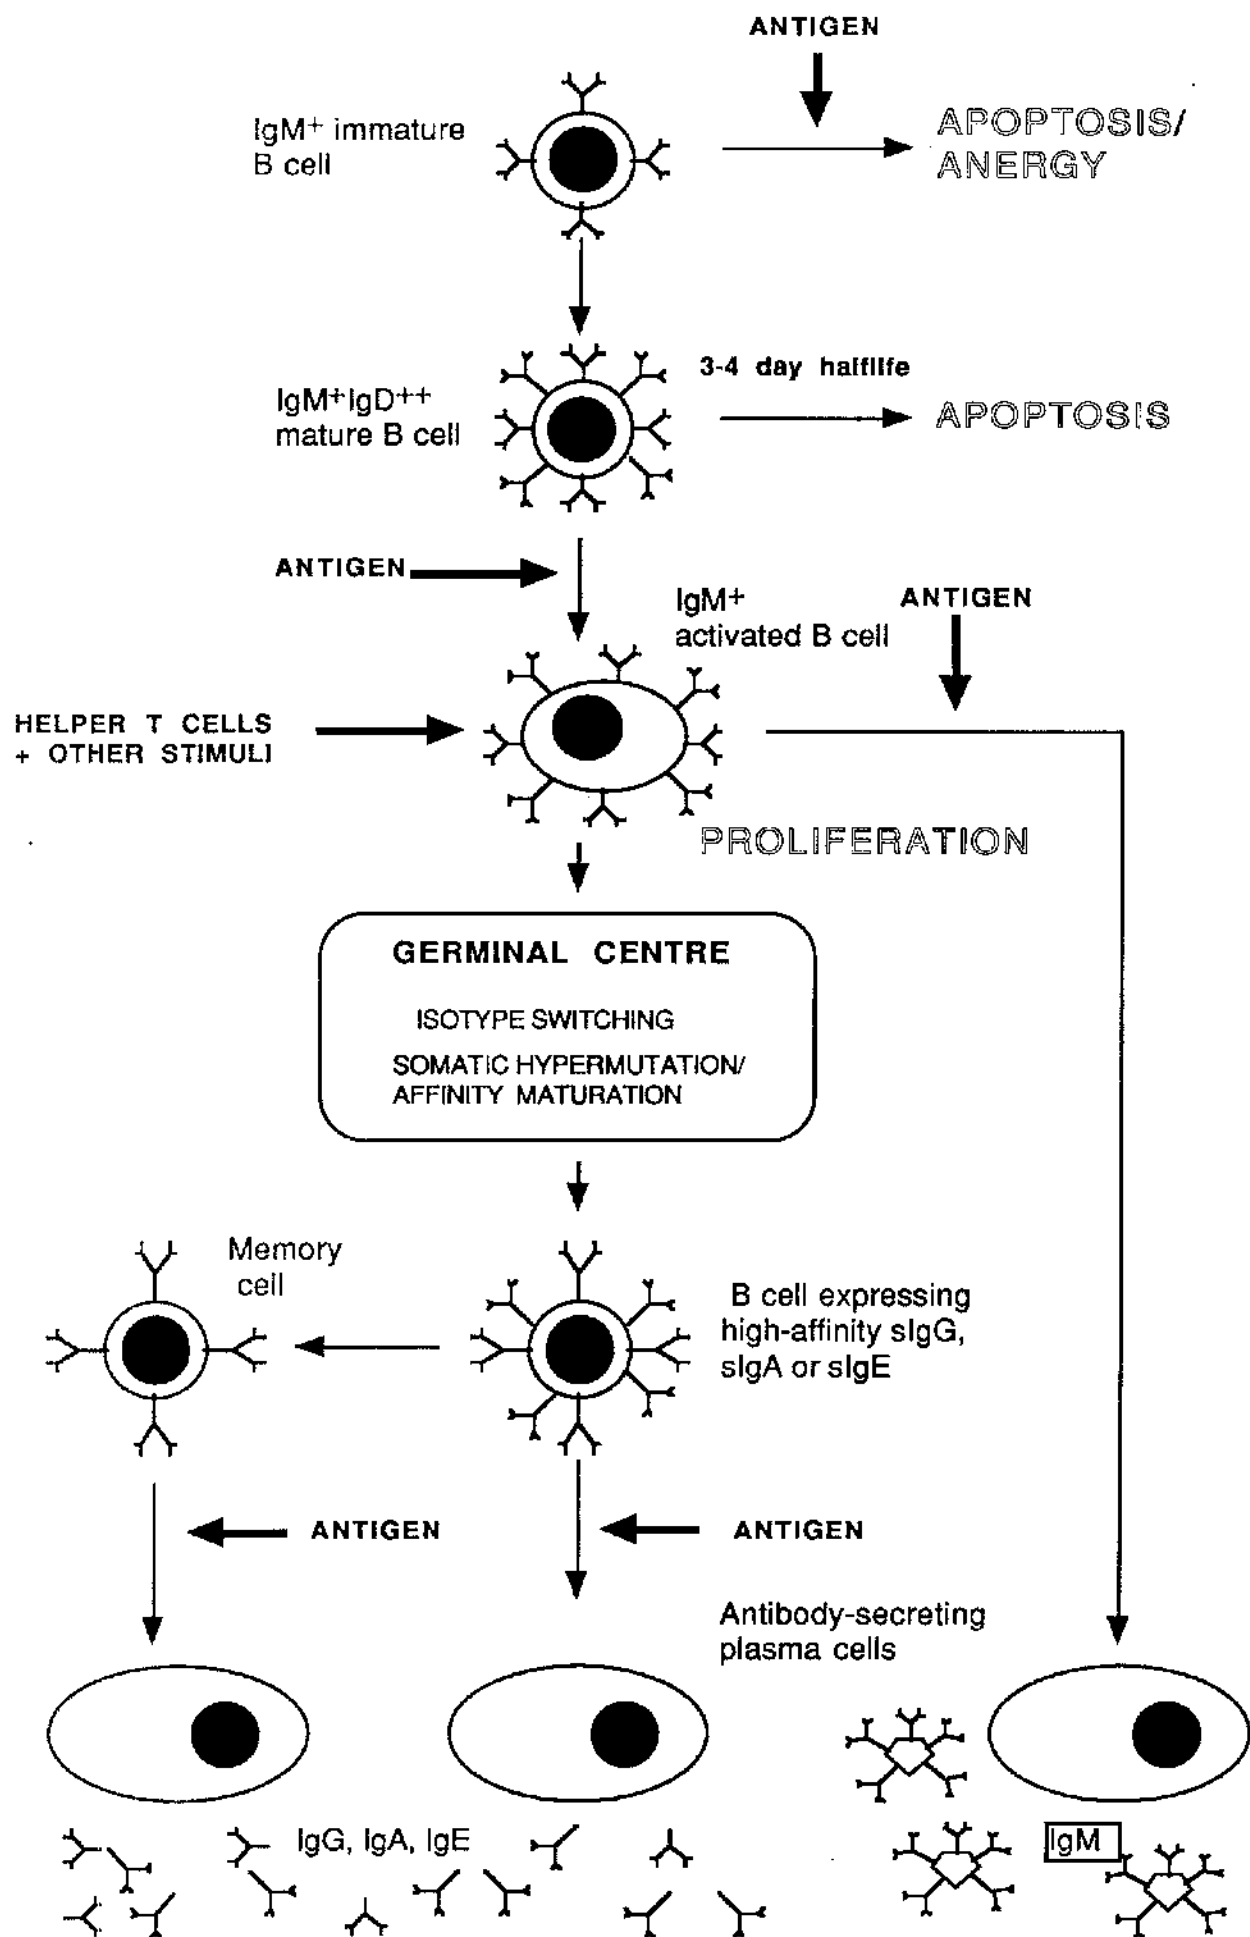 ANTIGEN
IgM+ immature
B cell
APOPTOSIS/
ANERGY
IgM+IgD++
mature B cell
3-4 day halflife
APOPTOSIS
ANTIGEN
IgM+
activated B cell
ANTIGEN
HELPER T CELLS
+ OTHER STIMULI
PROLIFERATION
GERMINAL CENTRE
ISOTYPE SWITCHING
SOMATIC HYPERMUTATION/
AFFINITY MATURATION
Memory
cell
B cell expressing
high-affinity sIgG,
sIgA or sIgE
ANTIGEN
ANTIGEN
Antibody-secreting
plasma cells
IgG, IgA, IgE
IgM